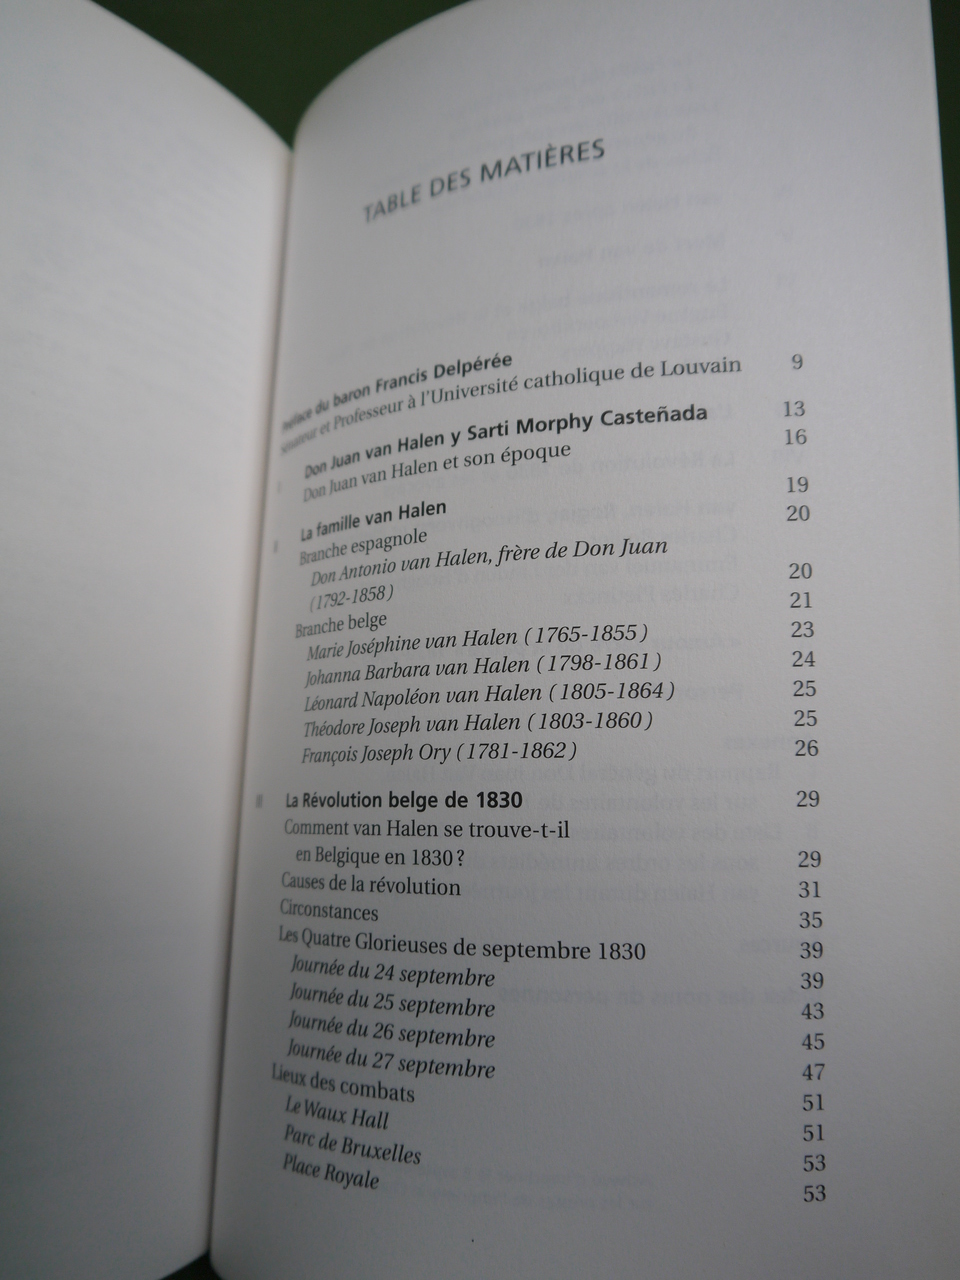 TABLE DES MATIÈRES
Préface du baron Francis Delpérée
Sénateur et Professeur à l'Université catholique de Louvain 9
I Don Juan van Halen y Sarti Morphy Casteñada 13
Don Juan van Halen et son époque 16
II La famille van Halen 19
Branche espagnole 20
Don Antonio van Halen, frère de Don Juan
(1792-1858) 20
Branche belge 21
Marie Joséphine van Halen (1765-1855) 23
Johanna Barbara van Halen (1798-1861) 24
Léonard Napoléon van Halen (1805-1864) 25
Théodore Joseph van Halen (1803-1860) 25
François Joseph Ory (1781-1862) 26
III La Révolution belge de 1830 29
Comment van Halen se trouve-t-il
en Belgique en 1830 ? 29
Causes de la révolution 31
Circonstances 35
Les Quatre Glorieuses de septembre 1830 39
Journée du 24 septembre 39
Journée du 25 septembre 43
Journée du 26 septembre 45
Journée du 27 septembre 47
Lieux des combats 51
Le Waux Hall 51
Parc de Bruxelles 53
Place Royale 53